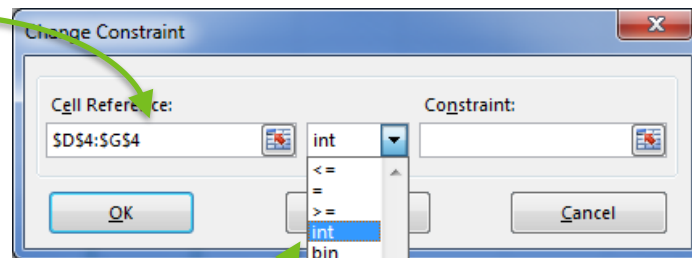 Change Constraint
X
Cell Reference:
Constraint:
$D$4:$G$4
int
<=
=
>=
int
bin
OK
Cancel